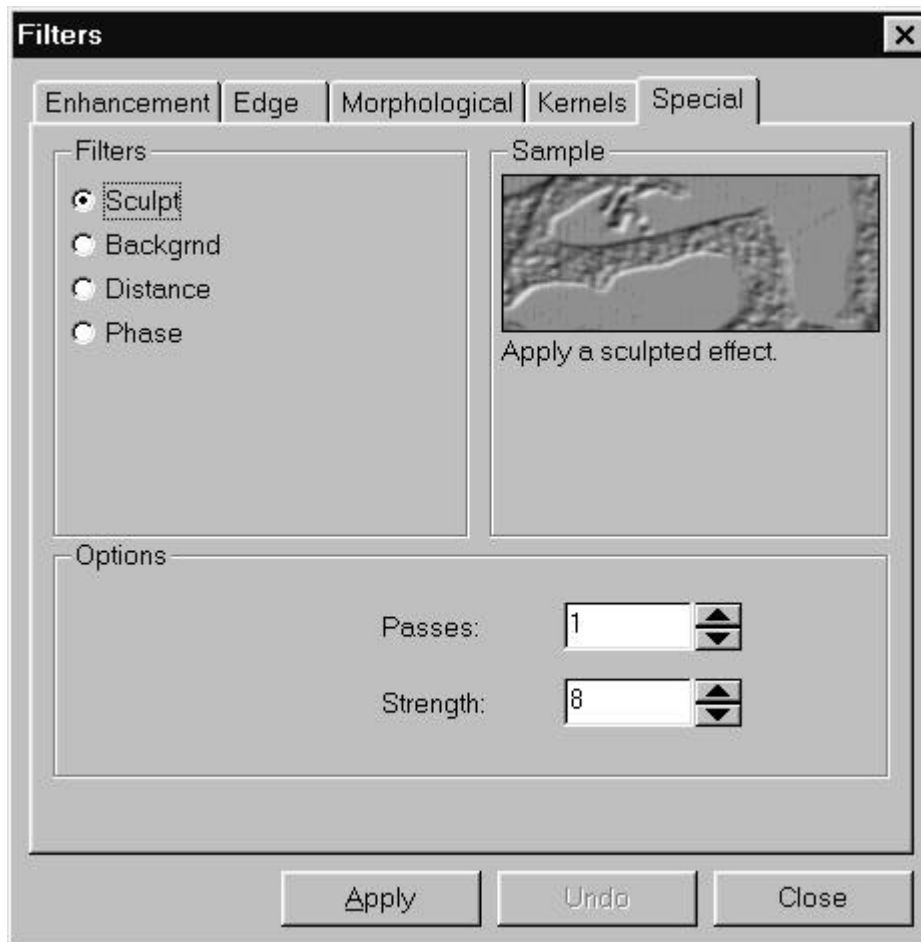 Filters
Enhancement Edge Morphological Kernels Special
Filters
Sculpt
Backgrnd
Distance
Phase
Sample
Apply a sculpted effect.
Options
Passes: 1
Strength: 8
Apply Undo Close